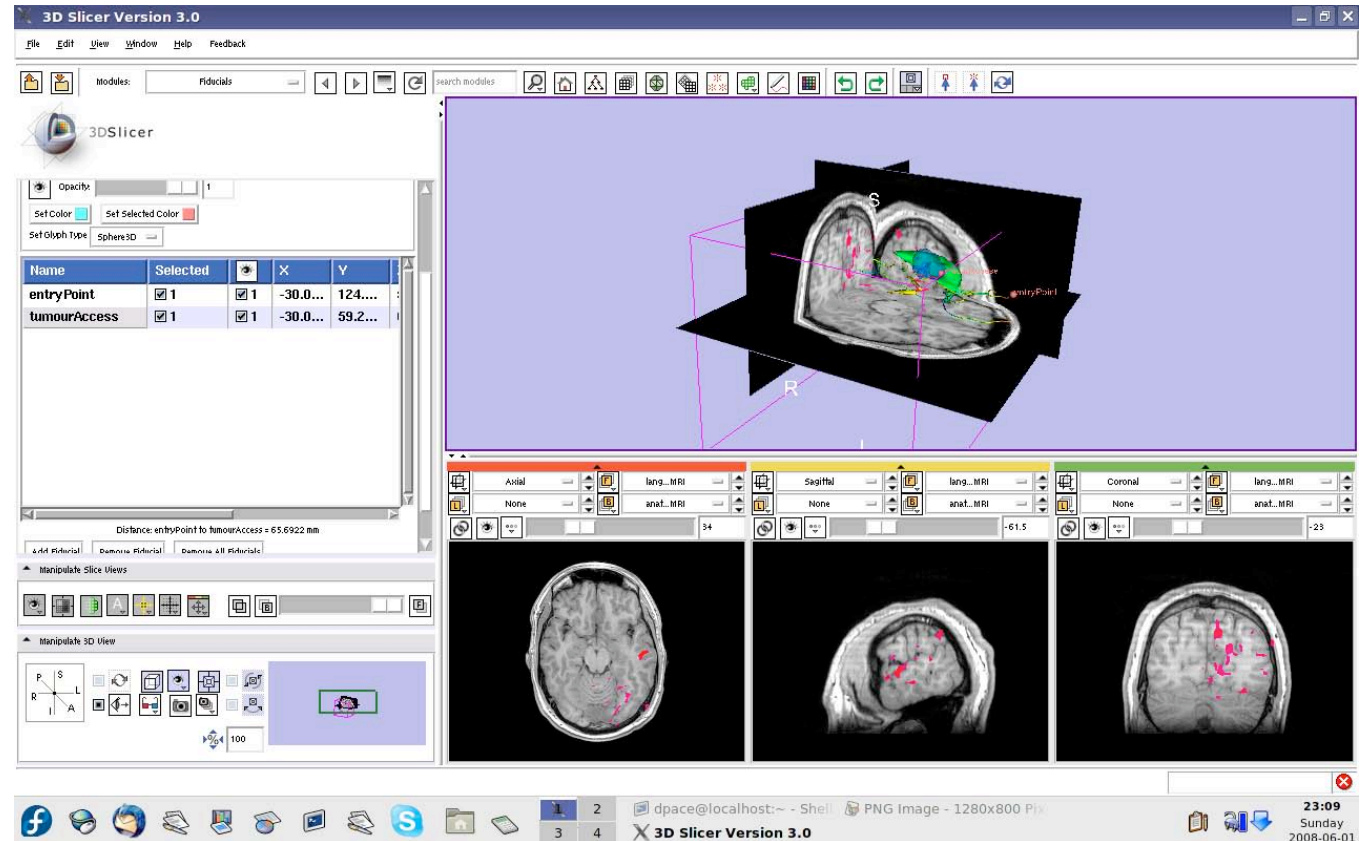 3D Slicer Version 3.0
File Edit View Window Help Feedback
Modules: Fiducials search modules
3DSlicer
Opacity: 1
Set Color Set Selected Color
Set Glyph Type Sphere3D
Name Selected X Y
entryPoint 1 1 -30.0... 124....
tumourAccess 1 1 -30.0... 59.2...
Distance: entryPoint to tumourAccess = 65.6922 mm
Add Fiducial Remove Fiducial Remove All Fiducials
Manipulate Slice Views
Manipulate 3D View
P S
R L
I A
% 100
S
entryPoint
R
I
Axial lang...MRI
None anat...MRI
34
Sagittal lang...MRI
None anat...MRI
-61.5
Coronal lang...MRI
None anat...MRI
-23
1 2
3 4
dpace@localhost:~ - Shell PNG Image - 1280x800 Pix
3D Slicer Version 3.0
23:09
Sunday
2008-06-01